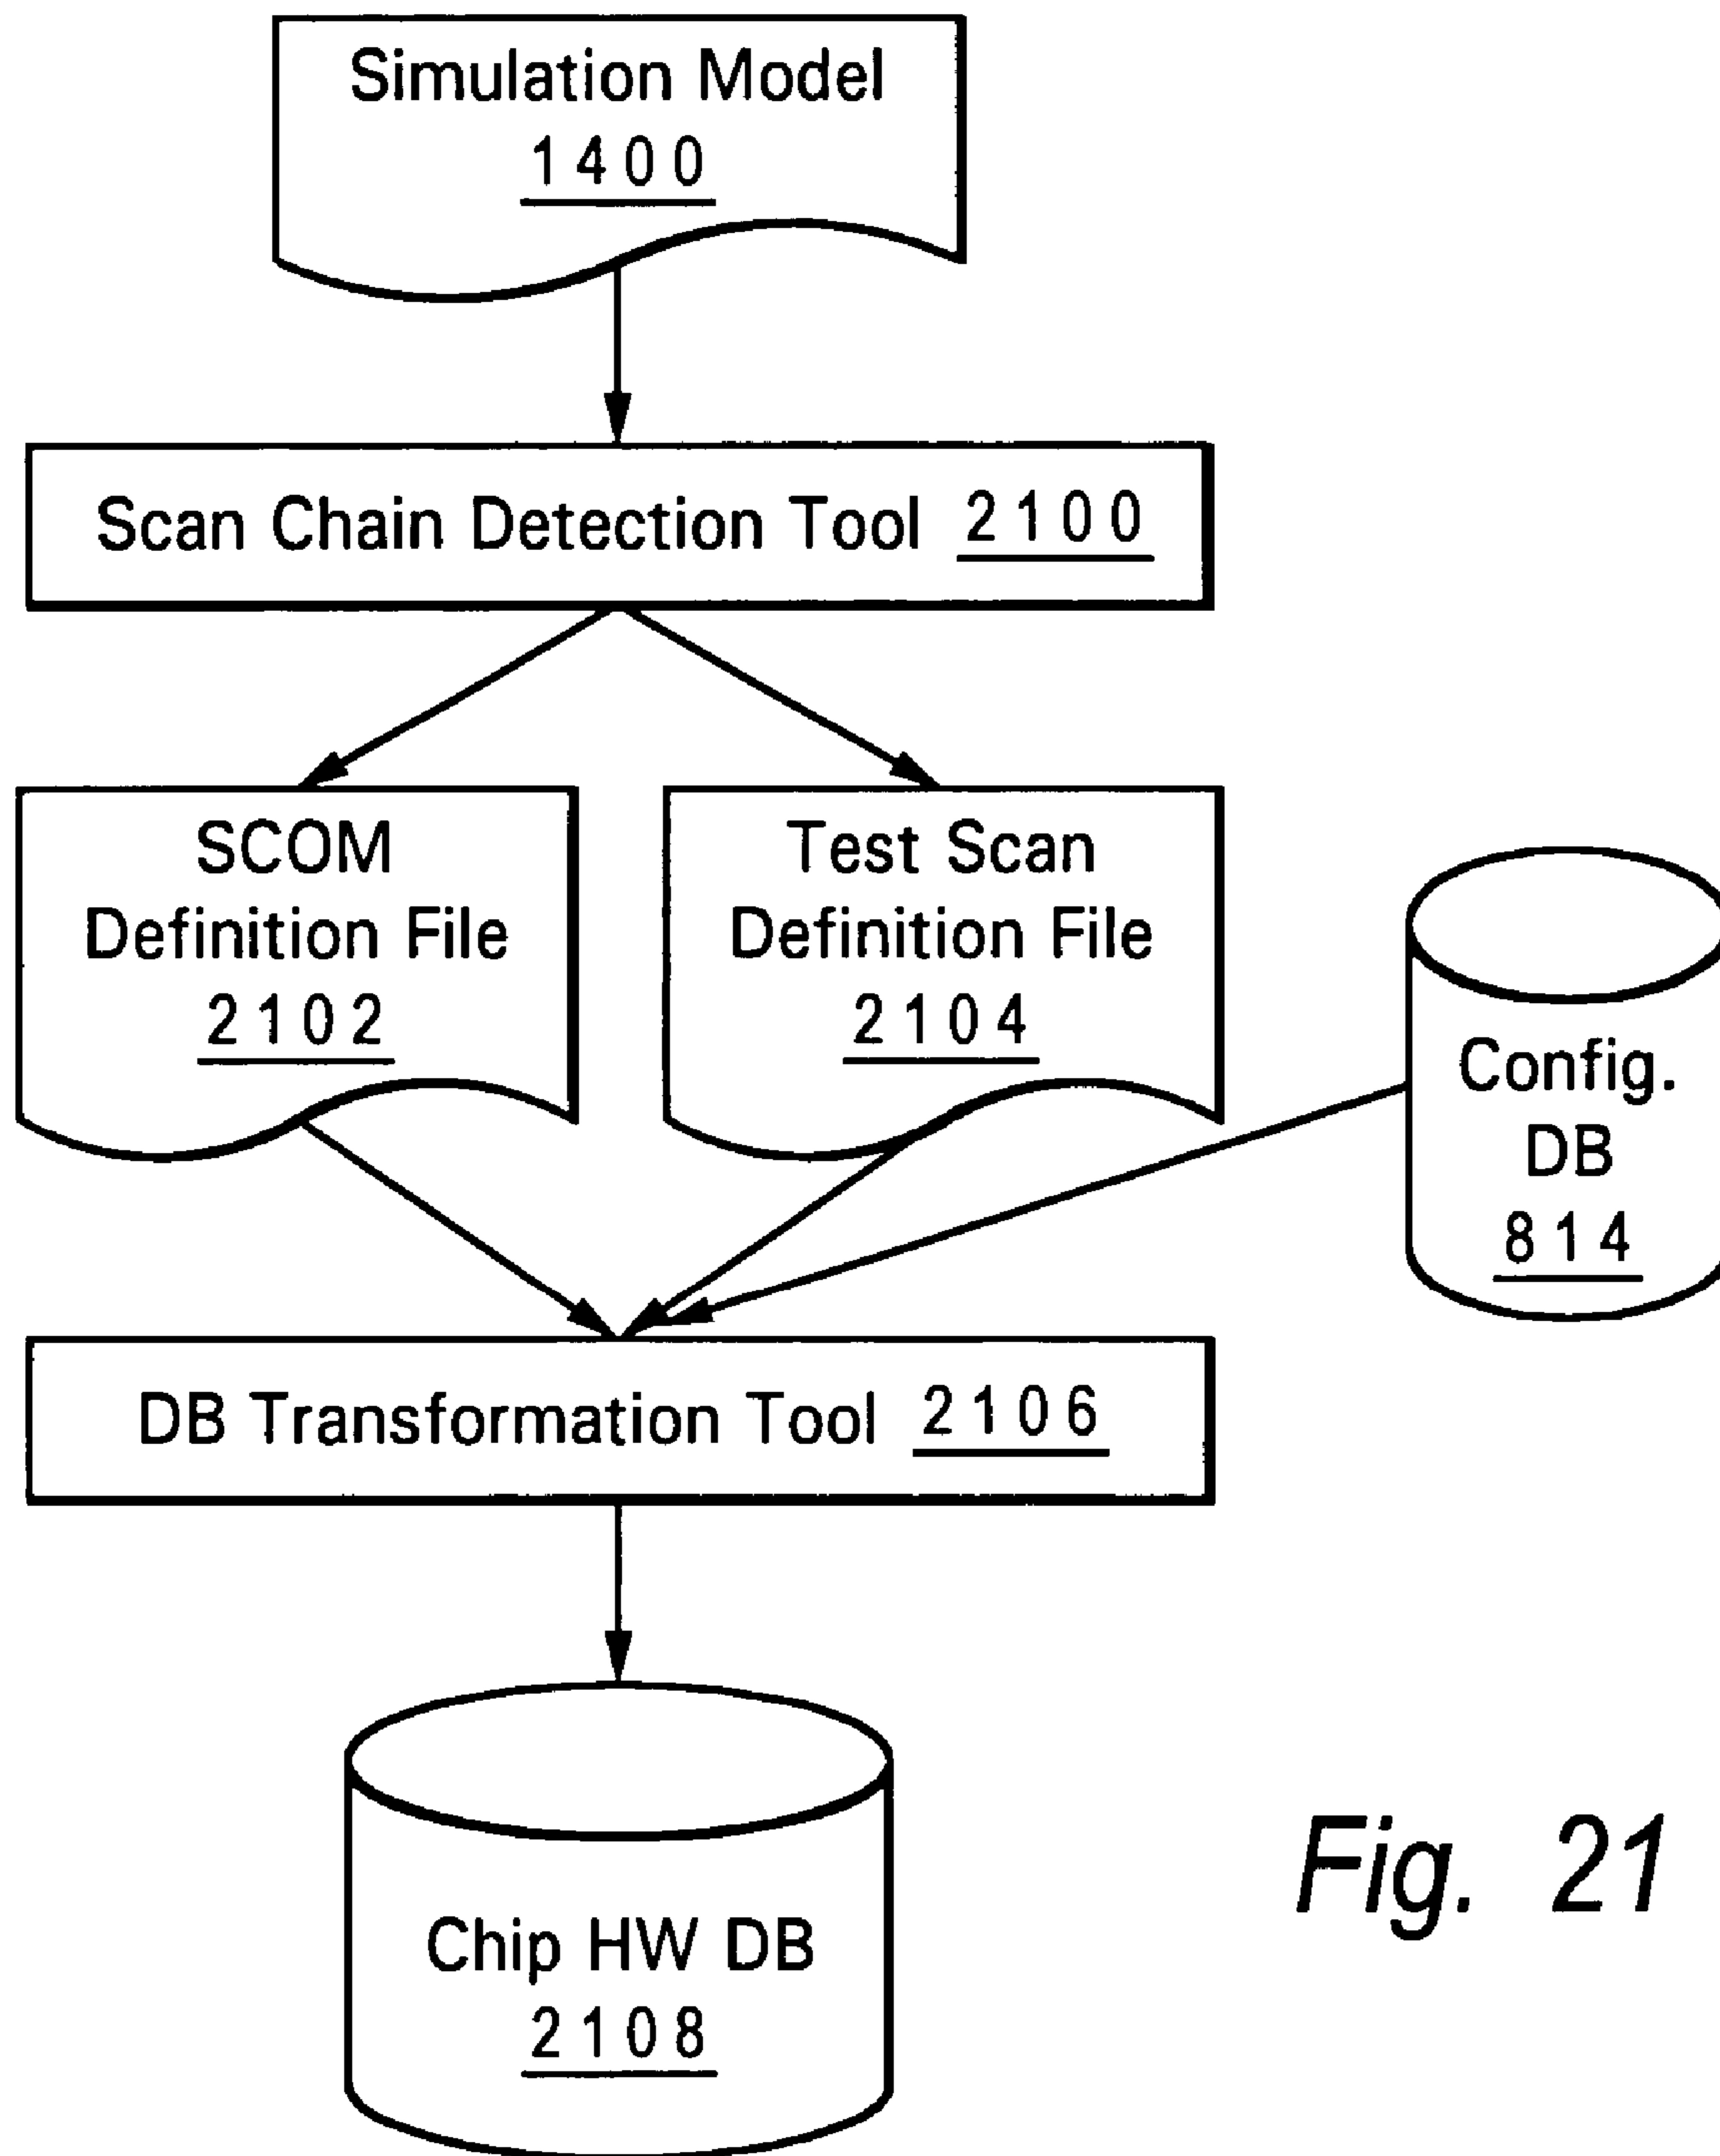 Simulation Model
1400
Scan Chain Detection Tool 2100
SCOM
Definition File
2102
Test Scan
Definition File
2104
Config.
DB
814
DB Transformation Tool 2106
Chip HW DB
2108
Fig. 21